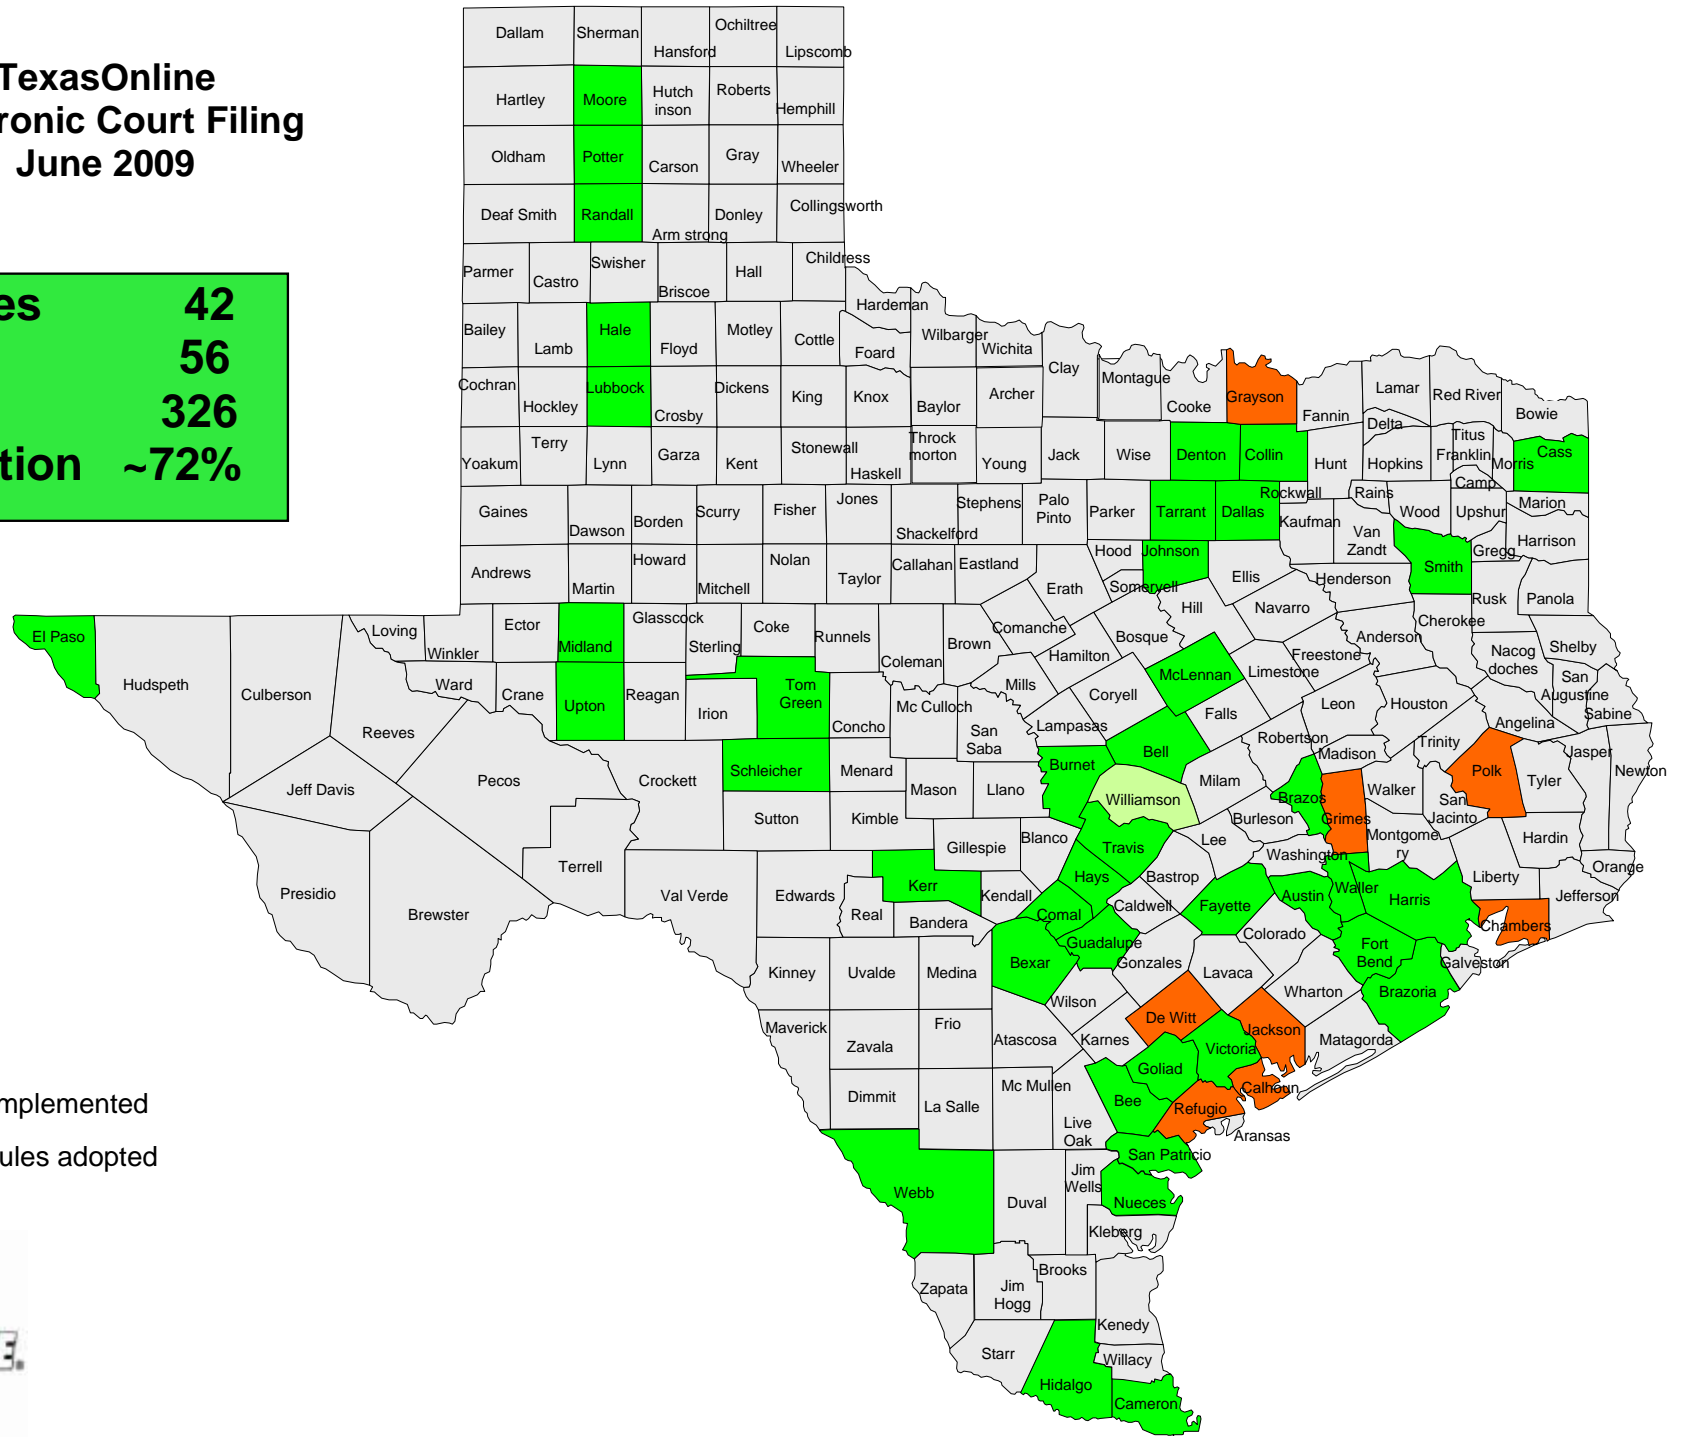 TexasOnline
ronic Court Filing
June 2009
es 42
56
326
tion ~72%
mplemented
ules adopted
E.
Dallam
Sherman
Hansford
Ochiltree
Lipscomb
Hartley
Moore
Hutch
inson
Roberts
Hemphill
Oldham
Potter
Carson
Gray
Wheeler
Deaf Smith
Randall
Arm strong
Donley
Collingsworth
Parmer
Castro
Swisher
Briscoe
Hall
Childress
Hardeman
Bailey
Lamb
Hale
Floyd
Motley
Cottle
Foard
Wilbarger
Wichita
Clay
Montague
Cooke
Grayson
Fannin
Lamar
Red River
Bowie
Cochran
Hockley
Lubbock
Crosby
Dickens
King
Knox
Baylor
Archer
Delta
Titus
Franklin
Morris
Cass
Yoakum
Terry
Lynn
Garza
Kent
Stonewall
Haskell
Throck
morton
Young
Jack
Wise
Denton
Collin
Hunt
Hopkins
Camp
Marion
Gaines
Dawson
Borden
Scurry
Fisher
Jones
Shackelford
Stephens
Palo
Pinto
Parker
Tarrant
Dallas
Rockwall
Kaufman
Rains
Van
Zandt
Wood
Upshur
Gregg
Harrison
Andrews
Martin
Howard
Mitchell
Nolan
Taylor
Callahan
Eastland
Erath
Hood
Somervell
Johnson
Ellis
Henderson
Smith
Rusk
Panola
El Paso
Hudspeth
Culberson
Reeves
Loving
Winkler
Ector
Midland
Glasscock
Sterling
Coke
Runnels
Coleman
Brown
Comanche
Hamilton
Bosque
Hill
Navarro
Freestone
Anderson
Cherokee
Nacog
doches
Shelby
San
Augustine
Sabine
Ward
Crane
Upton
Reagan
Irion
Tom
Green
Concho
Mc Culloch
San
Saba
Mills
Lampasas
Coryell
McLennan
Limestone
Falls
Leon
Houston
Angelina
Jeff Davis
Pecos
Crockett
Schleicher
Menard
Mason
Llano
Burnet
Bell
Williamson
Milam
Robertson
Madison
Brazos
Grimes
Walker
Trinity
San
Jacinto
Polk
Tyler
Jasper
Newton
Presidio
Brewster
Terrell
Val Verde
Sutton
Kimble
Gillespie
Blanco
Travis
Lee
Burleson
Washington
Montgome
ry
Hardin
Orange
Liberty
Jefferson
Edwards
Kerr
Real
Bandera
Kendall
Hays
Comal
Caldwell
Bastrop
Fayette
Austin
Waller
Harris
Chambers
Kinney
Uvalde
Medina
Bexar
Guadalupe
Gonzales
Lavaca
Colorado
Fort
Bend
Galveston
Brazoria
Wharton
Matagorda
Maverick
Zavala
Frio
Atascosa
Wilson
Karnes
De Witt
Jackson
Victoria
Goliad
Calhoun
Refugio
Aransas
Dimmit
La Salle
Mc Mullen
Live
Oak
Bee
San Patricio
Webb
Duval
Jim
Wells
Nueces
Kleberg
Zapata
Jim
Hogg
Brooks
Kenedy
Starr
Hidalgo
Willacy
Cameron